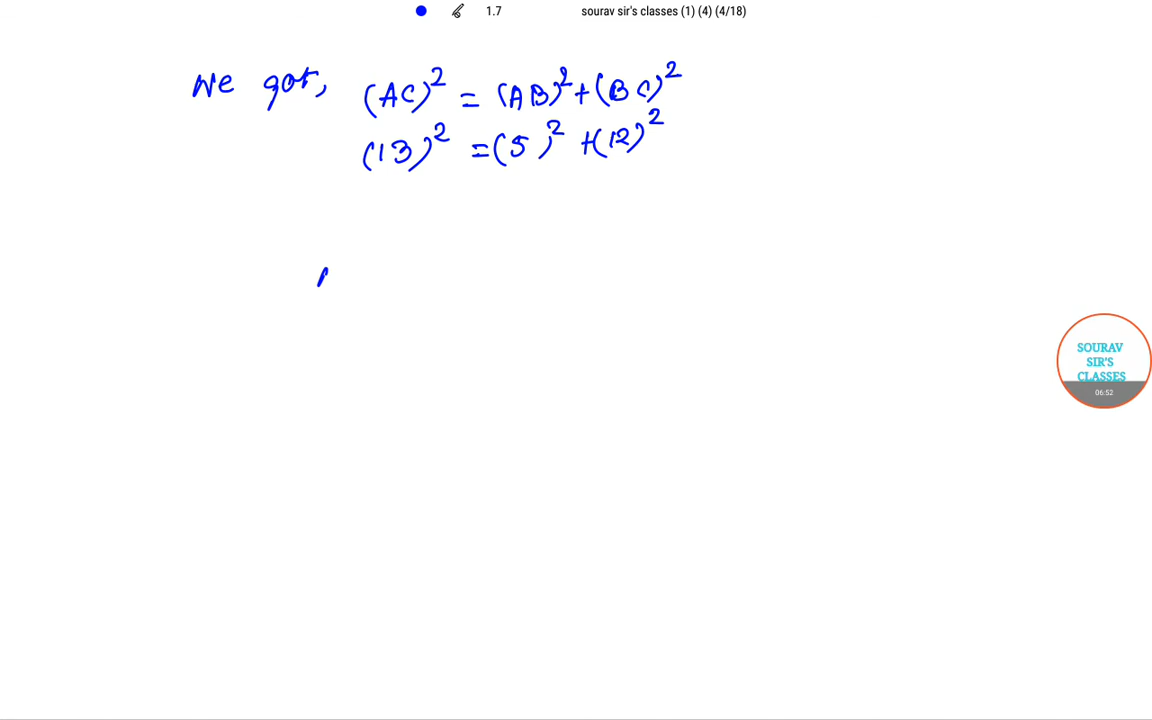 1.7 sourav sir's classes (1) (4) (4/18)
We got, (AC)² = (AB)² + (BC)²
(13)² = (5)² + (12)²
SOURAV
SIR'S
CLASSES
06:52